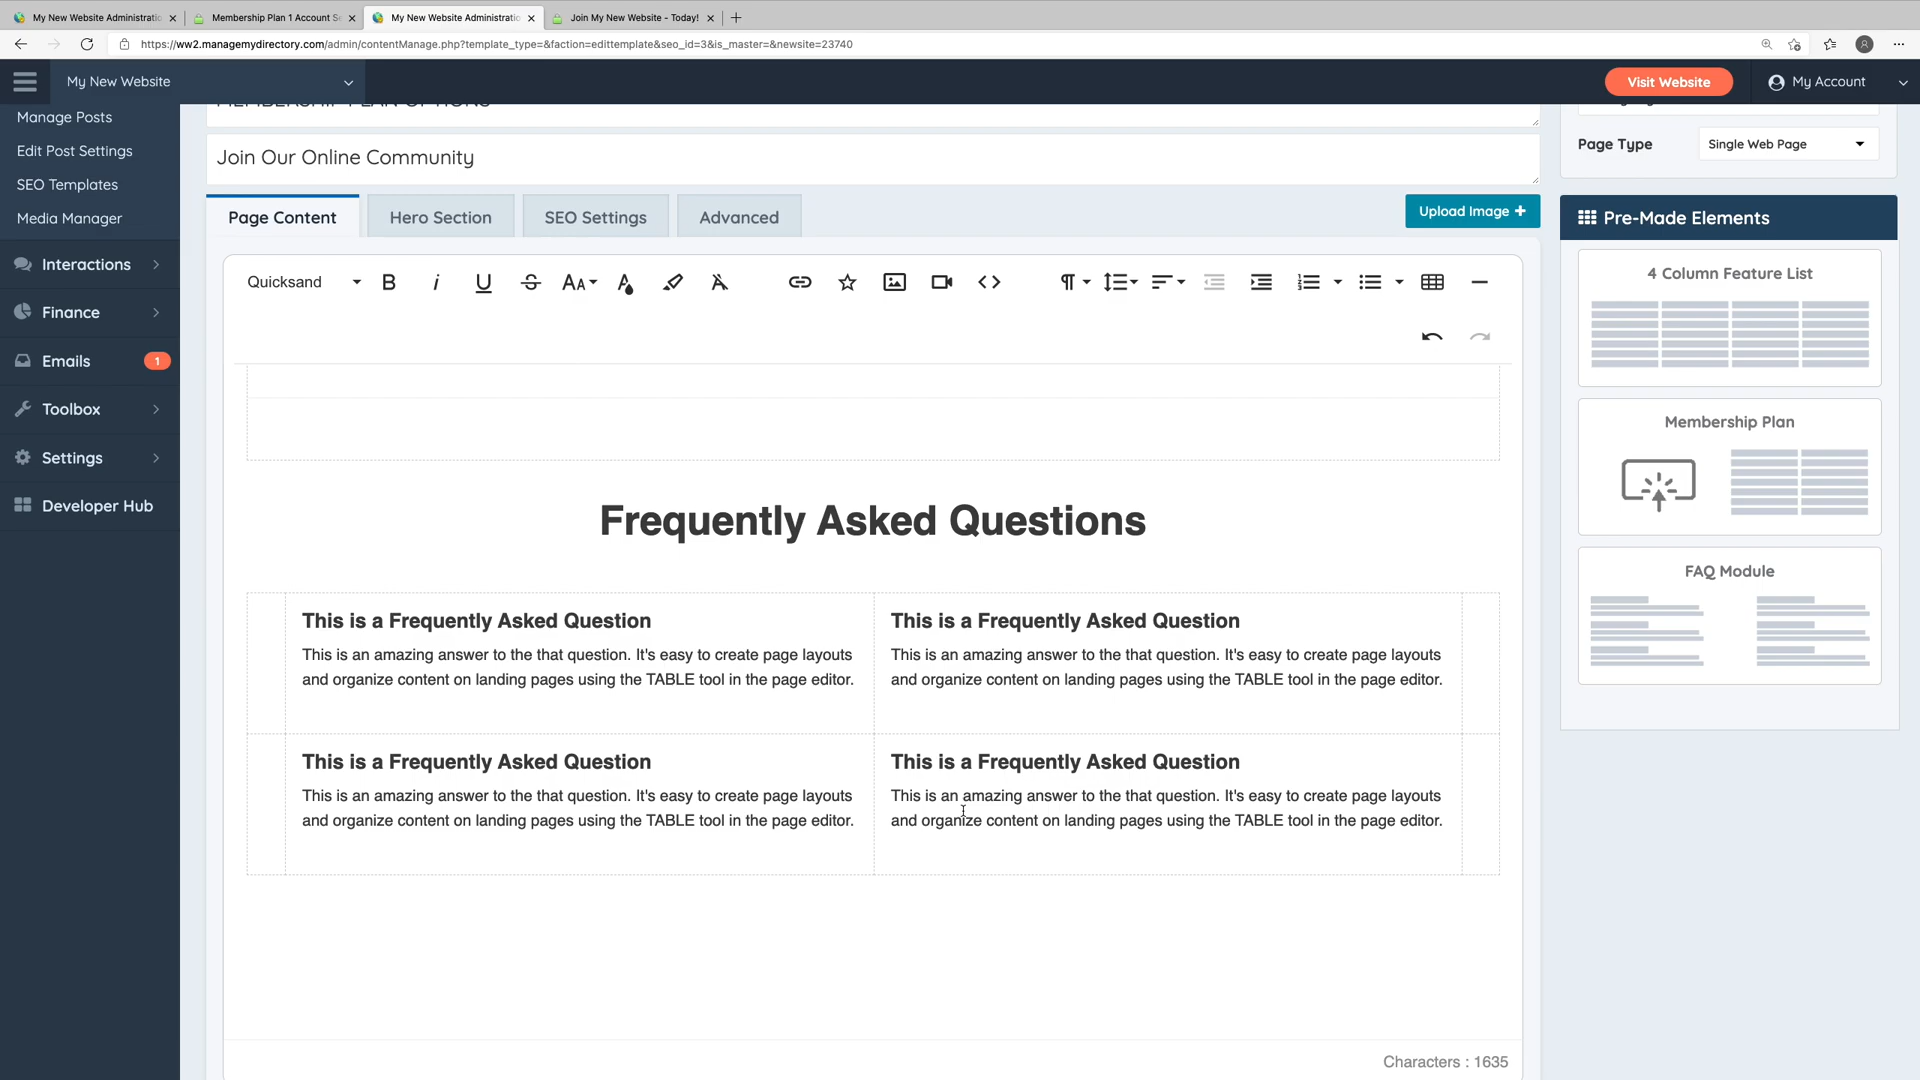 My New Website Administratio
Membership Plan 1 Account Se
My New Website Administratio
Join My New Website - Today!
https://ww2.managemydirectory.com/admin/contentManage.php?template_type=&faction=edittemplate&seo_id=3&is_master=&newsite=23740
My New Website
Visit Website
My Account
Manage Posts
Edit Post Settings
SEO Templates
Media Manager
Interactions
Finance
Emails 1
Toolbox
Settings
Developer Hub
MEMBERSHIP PLAN OPTIONS
Join Our Online Community
Page Content
Hero Section
SEO Settings
Advanced
Upload Image +
Quicksand
Frequently Asked Questions
This is a Frequently Asked Question
This is an amazing answer to the that question. It's easy to create page layouts
and organize content on landing pages using the TABLE tool in the page editor.
This is a Frequently Asked Question
This is an amazing answer to the that question. It's easy to create page layouts
and organize content on landing pages using the TABLE tool in the page editor.
This is a Frequently Asked Question
This is an amazing answer to the that question. It's easy to create page layouts
and organize content on landing pages using the TABLE tool in the page editor.
This is a Frequently Asked Question
This is an amazing answer to the that question. It's easy to create page layouts
and organize content on landing pages using the TABLE tool in the page editor.
Characters : 1635
Page Type
Single Web Page
Pre-Made Elements
4 Column Feature List
Membership Plan
FAQ Module